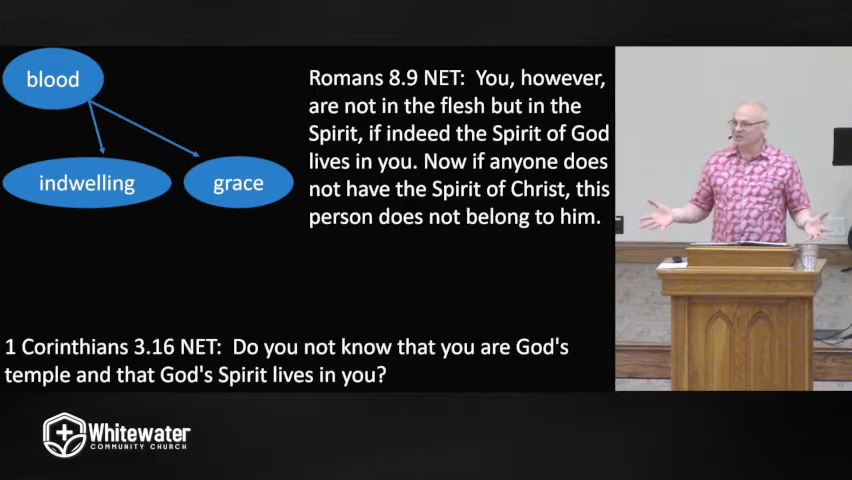 blood
indwelling
grace
Romans 8.9 NET:  You, however,
are not in the flesh but in the
Spirit, if indeed the Spirit of God
lives in you. Now if anyone does
not have the Spirit of Christ, this
person does not belong to him.
1 Corinthians 3.16 NET:  Do you not know that you are God's
temple and that God's Spirit lives in you?
Whitewater
COMMUNITY CHURCH